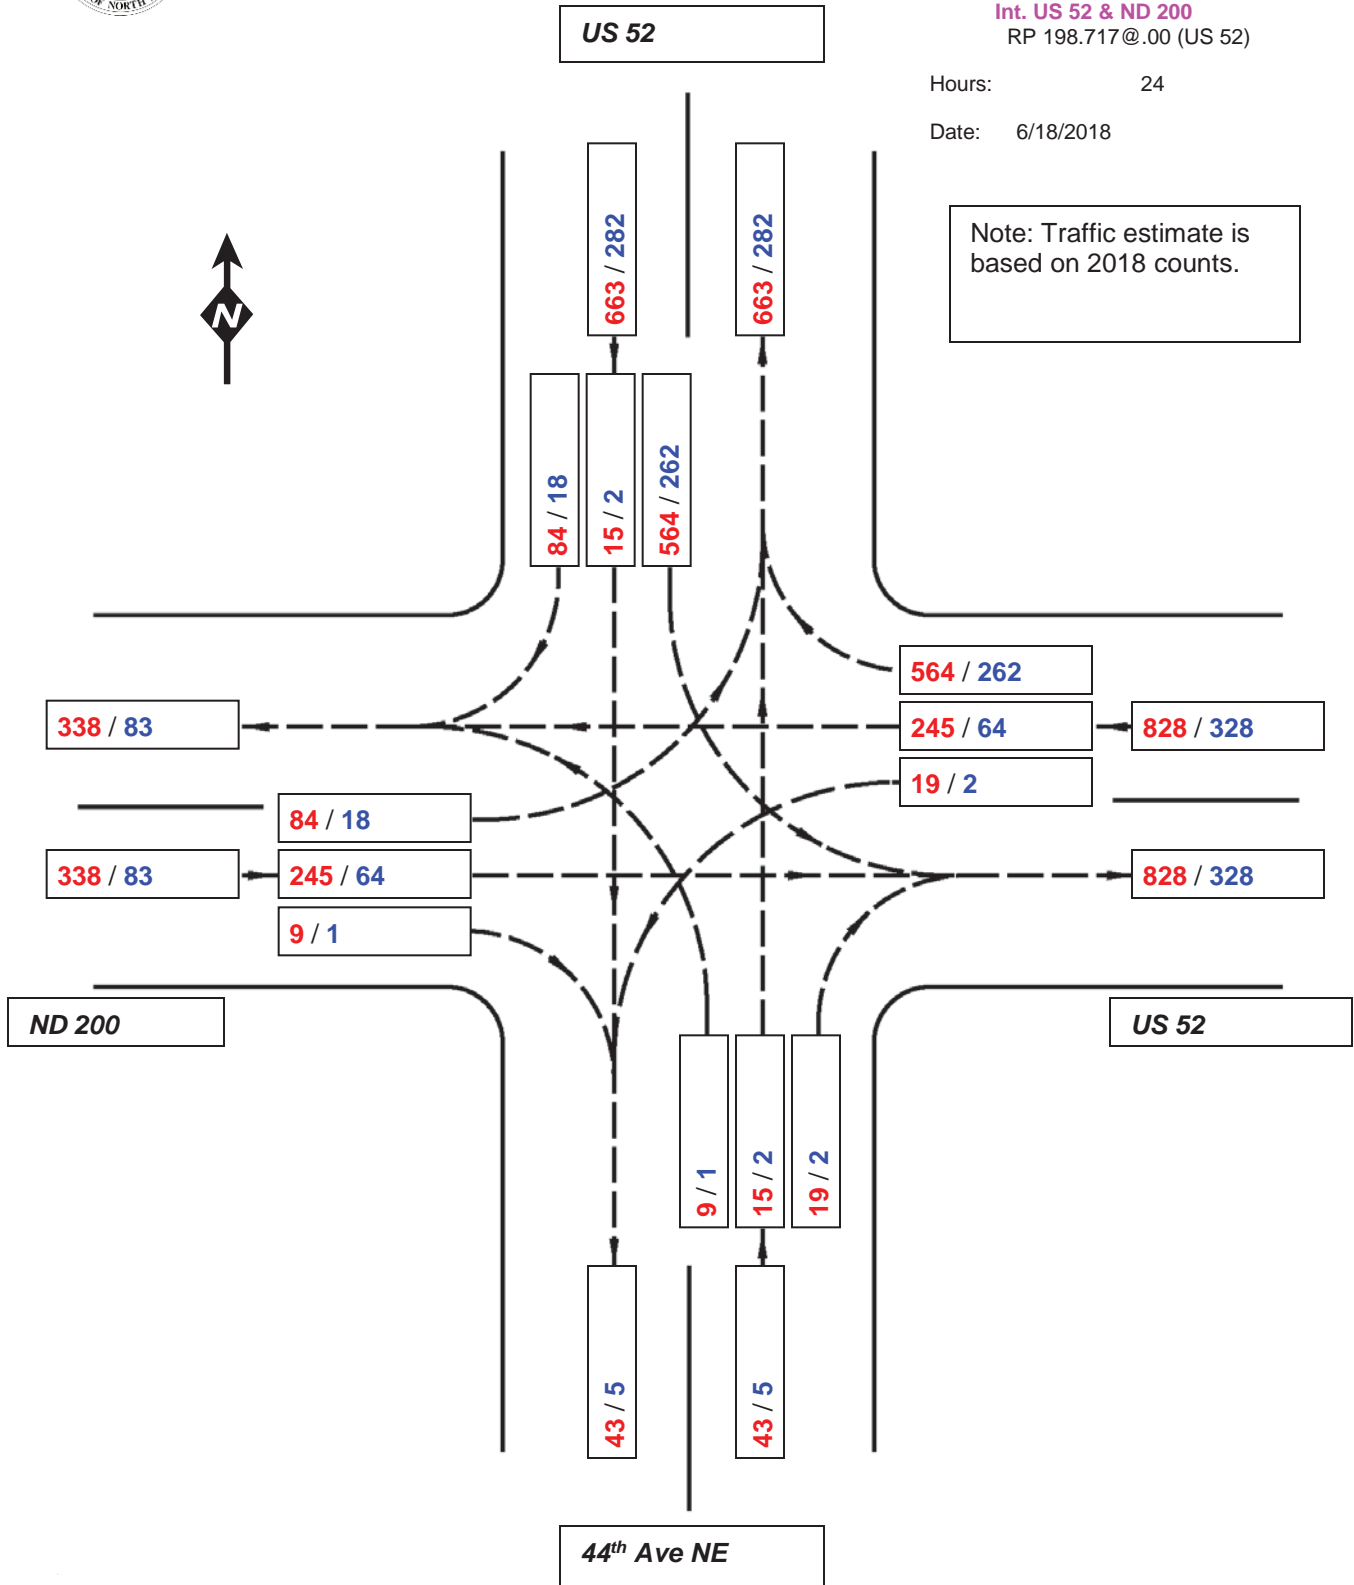 OF NORTH
US 52
Int. US 52 & ND 200
RP 198.717@.00 (US 52)
Hours: 24
Date: 6/18/2018
Note: Traffic estimate is
based on 2018 counts.
663 / 282
663 / 282
84 / 18
15 / 2
564 / 262
564 / 262
338 / 83
245 / 64
828 / 328
19 / 2
84 / 18
338 / 83
245 / 64
828 / 328
9 / 1
ND 200
US 52
9 / 1
15 / 2
19 / 2
43 / 5
43 / 5
44th Ave NE